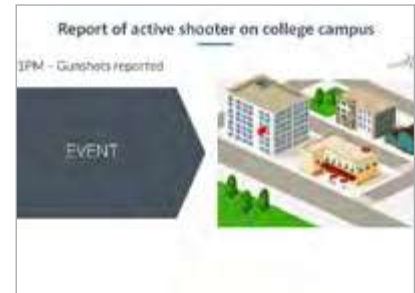 Report of active shooter on college campus
1PM - Gunshots reported
EVENT